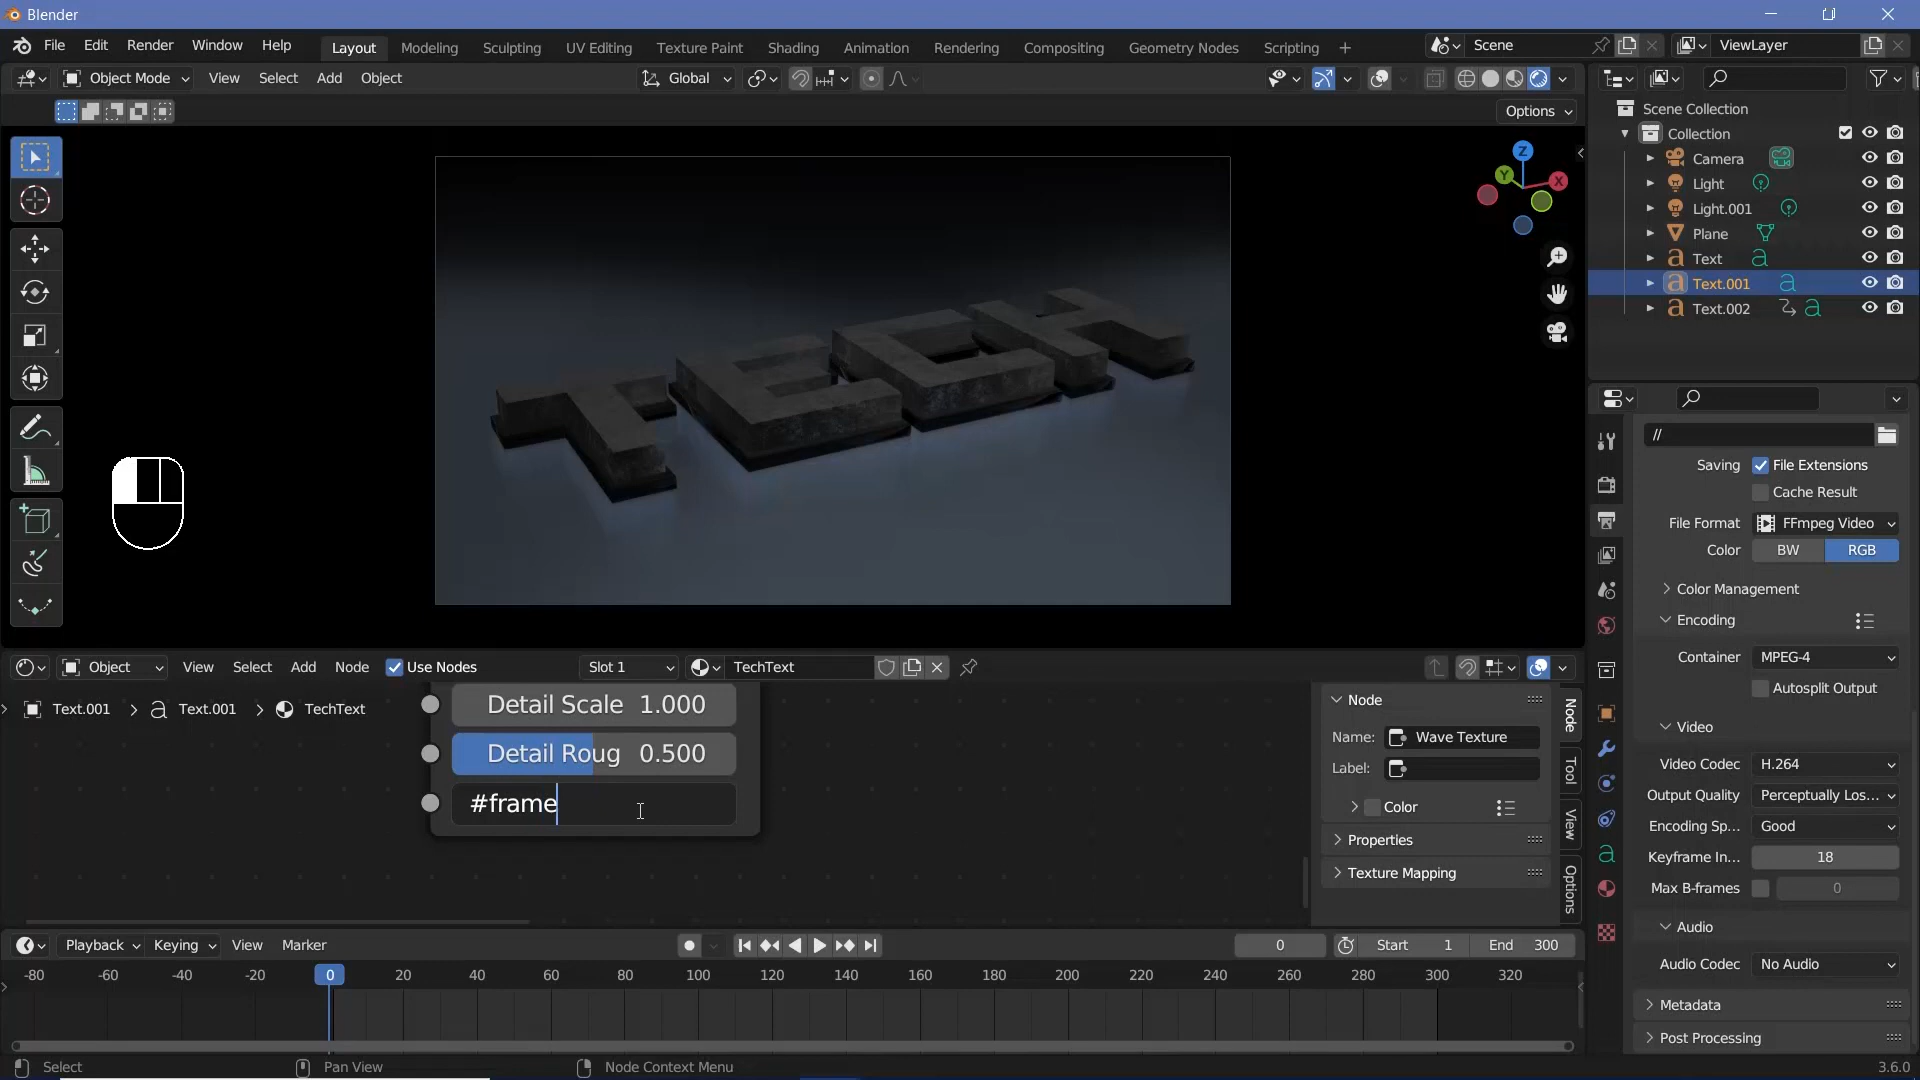 Blender
File Edit Render Window Help Layout Modeling Sculpting UV Editing Texture Paint Shading Animation Rendering Compositing Geometry Nodes Scripting + Scene ViewLayer
Object Mode View Select Add Object Global
Options
Z
Y X
TECH
Scene Collection
Collection
Camera
Light
Light.001
Plane
Text
Text.001
Text.002
//
Saving File Extensions
Cache Result
File Format FFmpeg Video
Color BW RGB
Color Management
Encoding
Container MPEG-4
Autosplit Output
Video
Video Codec H.264
Output Quality Perceptually Los...
Encoding Sp... Good
Keyframe In... 18
Max B-frames 0
Audio
Audio Codec No Audio
Metadata
Post Processing
Object View Select Add Node Use Nodes Slot 1 TechText
Text.001 > Text.001 > TechText
Detail Scale 1.000
Detail Roug 0.500
#frame
Node
Name: Wave Texture
Label:
Color
Properties
Texture Mapping
Node
Tool
View
Options
Playback Keying View Marker 0 Start 1 End 300
-80 -60 -40 -20 0 20 40 60 80 100 120 140 160 180 200 220 240 260 280 300 320
Select Pan View Node Context Menu 3.6.0